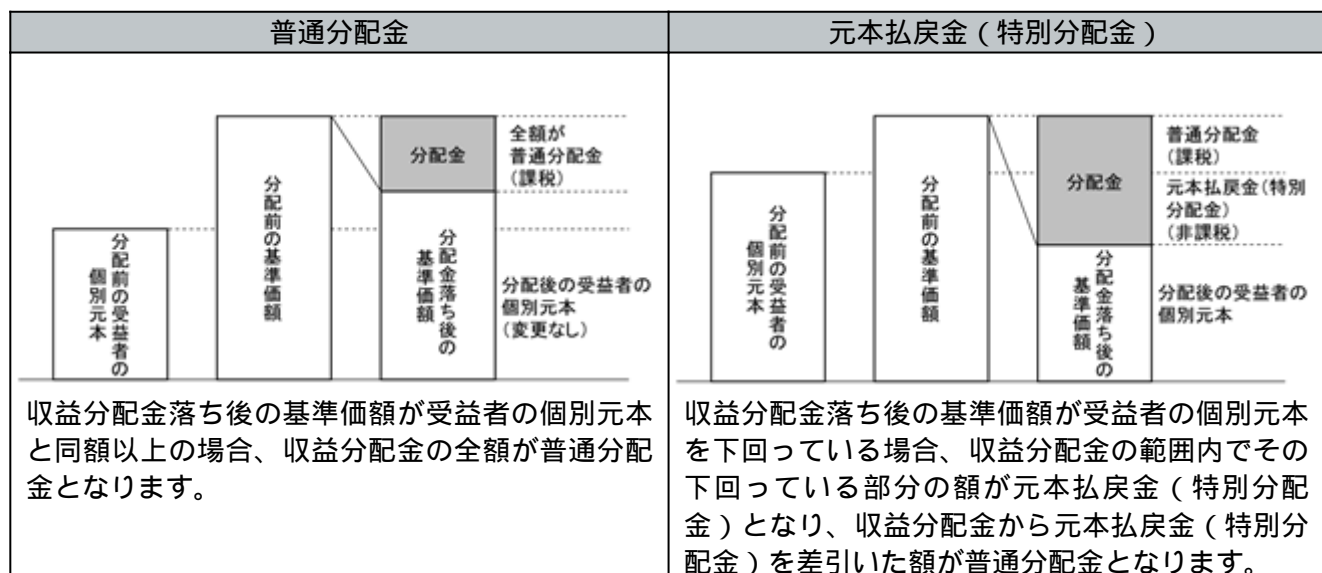 普通分配金
分配前の受益者の
個別元本
分配前の基準価額
分配金
分配金落ち後の
基準価額
全額が
普通分配金
(課税)
分配後の受益者の
個別元本
(変更なし)
収益分配金落ち後の基準価額が受益者の個別元本
と同額以上の場合、収益分配金の全額が普通分配
金となります。
元本払戻金(特別分配金)
分配前の受益者の
個別元本
分配前の基準価額
分配金
分配金落ち後の
基準価額
普通分配金
(課税)
元本払戻金(特別
分配金)
(非課税)
分配後の受益者の
個別元本
収益分配金落ち後の基準価額が受益者の個別元本
を下回っている場合、収益分配金の範囲内でその
下回っている部分の額が元本払戻金(特別分配
金)となり、収益分配金から元本払戻金(特別分
配金)を差引いた額が普通分配金となります。